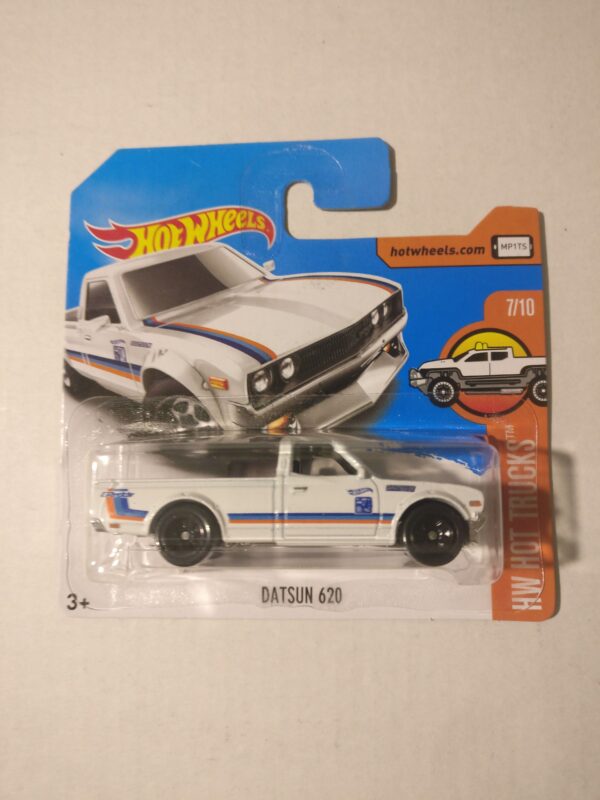 HOT WHEELS
hotwheels.com
MP1TS
7/10
HW HOT TRUCKS™
DATSUN 620
3+